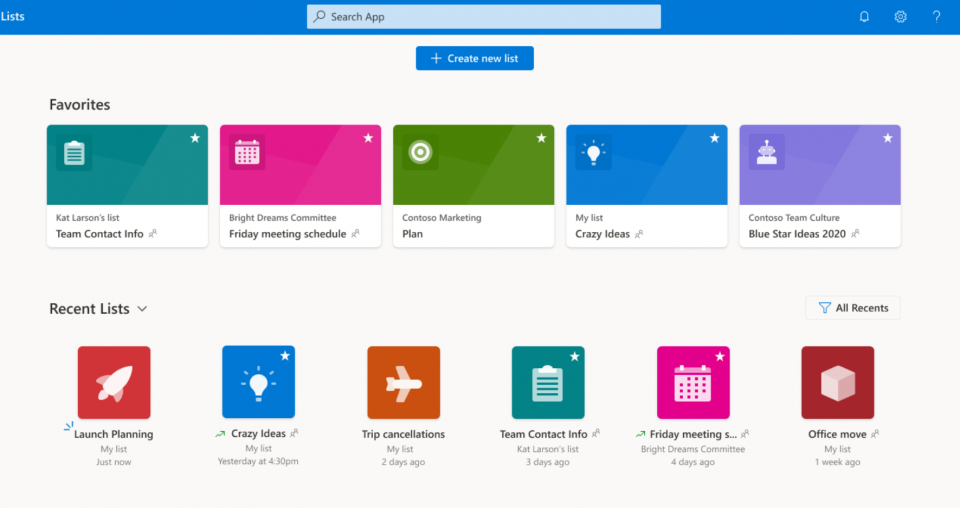 Lists
Search App
?
Create new list
Favorites
Kat Larson's list
Team Contact Info
Bright Dreams Committee
Friday meeting schedule
Contoso Marketing
Plan
My list
Crazy Ideas
Contoso Team Culture
Blue Star Ideas 2020
Recent Lists
All Recents
Launch Planning
My list
Just now
Crazy Ideas
My list
Yesterday at 4:30pm
Trip cancellations
My list
2 days ago
Team Contact Info
Kat Larson's list
3 days ago
Friday meeting s...
Bright Dreams Committee
4 days ago
Office move
My list
1 week ago